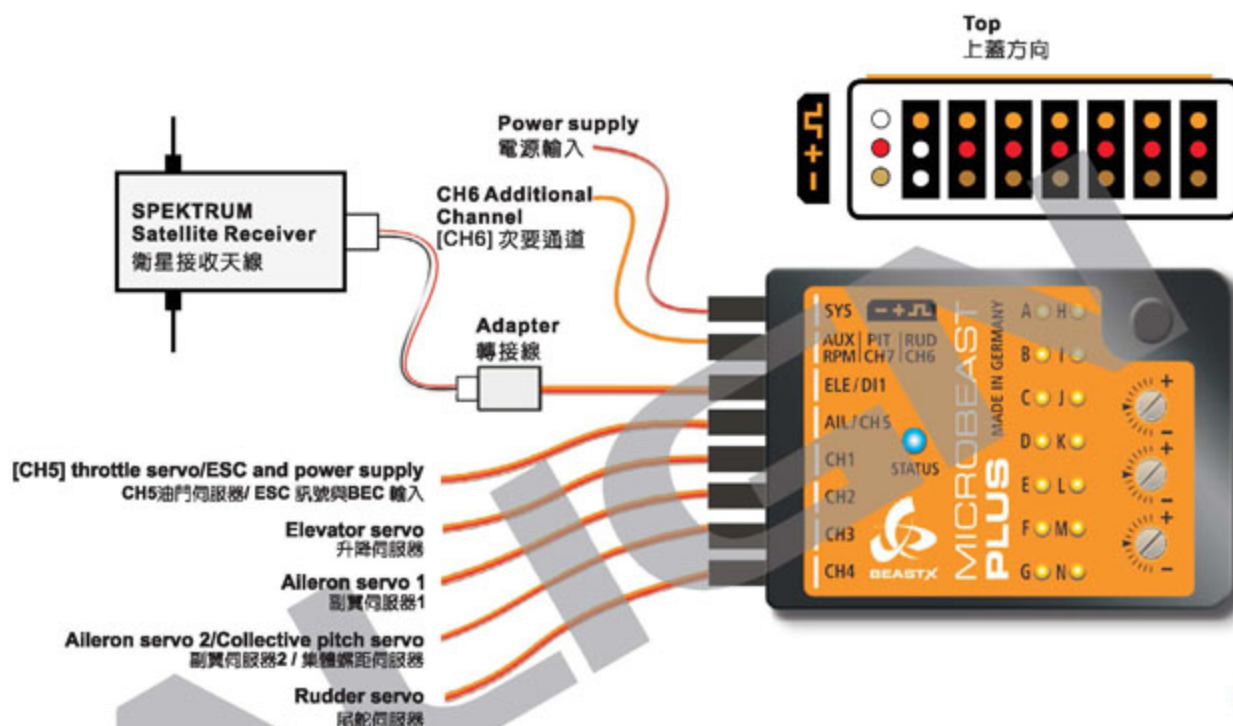 Top
上蓋方向
Power supply
電源輸入
CH6 Additional
Channel
[CH6] 次要通道
SPEKTRUM
Satellite Receiver
衛星接收天線
Adapter
轉接線
[CH5] throttle servo/ESC and power supply
CH5油門伺服器/ ESC 訊號與BEC 輸入
Elevator servo
升降伺服器
Aileron servo 1
副翼伺服器1
Aileron servo 2/Collective pitch servo
副翼伺服器2 / 集體螺距伺服器
Rudder servo
尾舵伺服器
SYS
AUX | PIT | RUD
RPM | CH7 | CH6
ELE / DI1
AIL / CH5
CH1
CH2
CH3
CH4
STATUS
BEASTX
MICROBEAST
PLUS
MADE IN GERMANY
A H
B I
C J
D K
E L
F M
G N
+
-
+
-
+
-